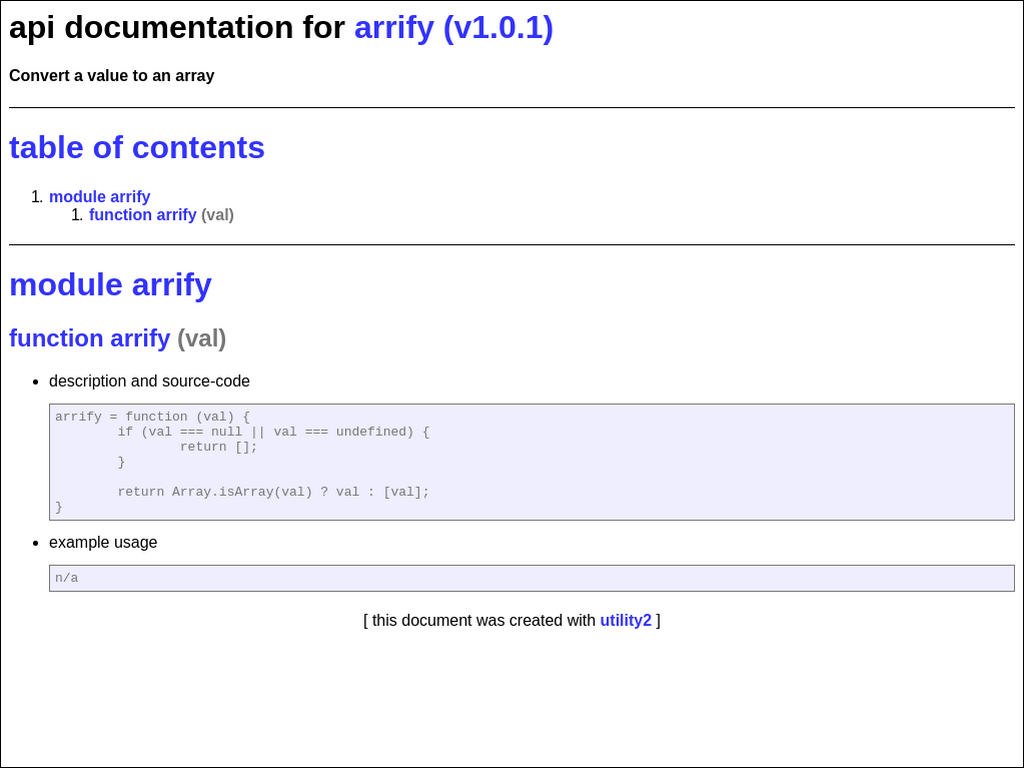 api documentation for arrify (v1.0.1)
Convert a value to an array
table of contents
1. module arrify
1. function arrify (val)
module arrify
function arrify (val)
• description and source-code
arrify = function (val) {
        if (val === null || val === undefined) {
                return [];
        }
        return Array.isArray(val) ? val : [val];
}
• example usage
n/a
[ this document was created with utility2 ]